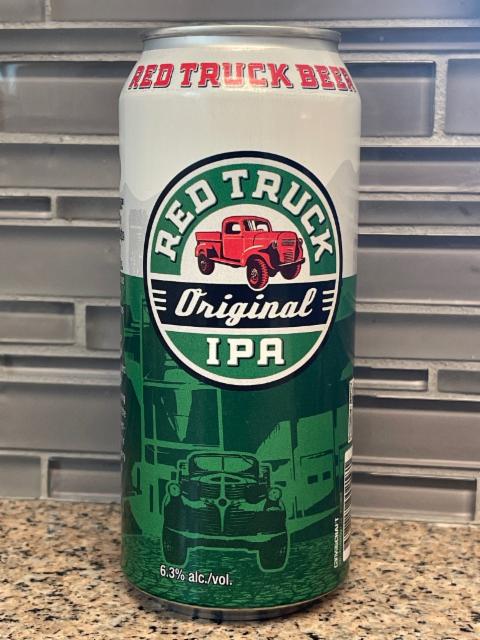 RED TRUCK BEER
RED TRUCK
Original
IPA
6.3% alc./vol.